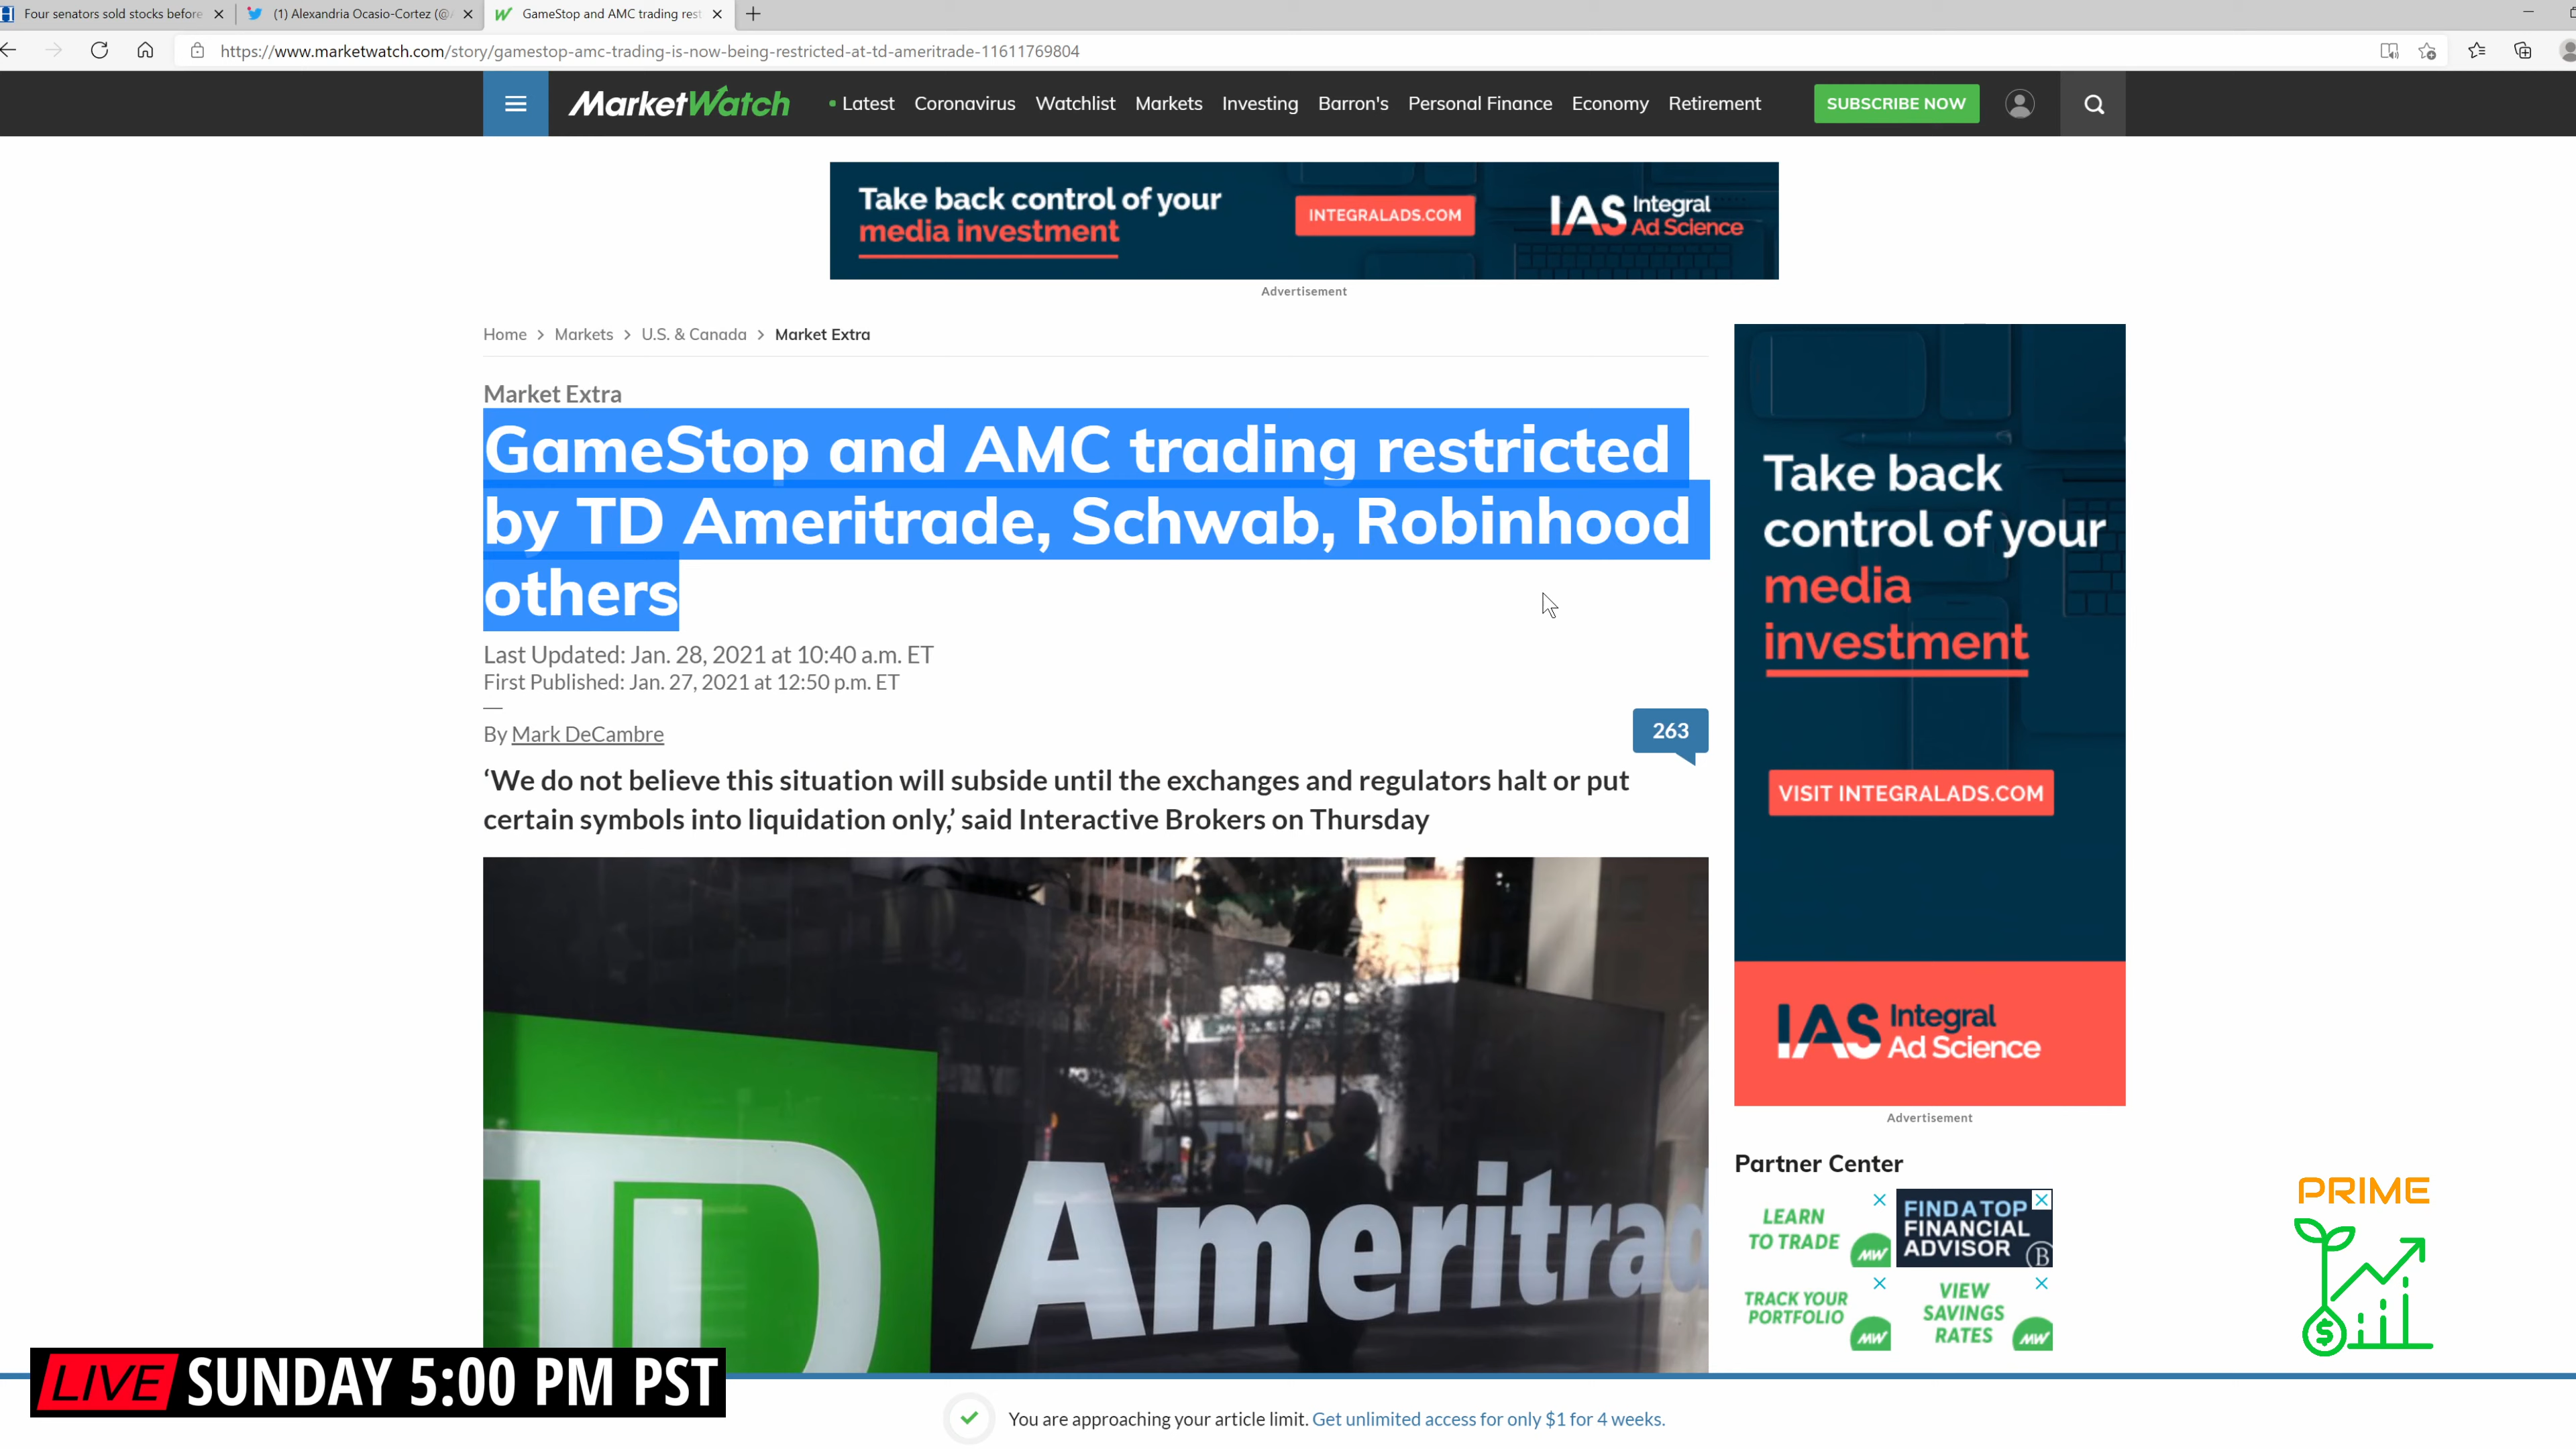 Four senators sold stocks before
(1) Alexandria Ocasio-Cortez (@
GameStop and AMC trading rest
https://www.marketwatch.com/story/gamestop-amc-trading-is-now-being-restricted-at-td-ameritrade-11611769804
MarketWatch
Latest Coronavirus Watchlist Markets Investing Barron's Personal Finance Economy Retirement
SUBSCRIBE NOW
Take back control of your
media investment
INTEGRALADS.COM
IAS Integral
Ad Science
Advertisement
Home > Markets > U.S. & Canada > Market Extra
Market Extra
GameStop and AMC trading restricted
by TD Ameritrade, Schwab, Robinhood
others
Last Updated: Jan. 28, 2021 at 10:40 a.m. ET
First Published: Jan. 27, 2021 at 12:50 p.m. ET
By Mark DeCambre
263
‘We do not believe this situation will subside until the exchanges and regulators halt or put
certain symbols into liquidation only,’ said Interactive Brokers on Thursday
TD Ameritrad
Take back
control of your
media
investment
VISIT INTEGRALADS.COM
IAS Integral
Ad Science
Advertisement
Partner Center
LEARN
TO TRADE
MW
FIND A TOP
FINANCIAL
ADVISOR
B
TRACK YOUR
PORTFOLIO
MW
VIEW
SAVINGS
RATES
MW
PRIME
$
LIVE SUNDAY 5:00 PM PST
You are approaching your article limit. Get unlimited access for only $1 for 4 weeks.